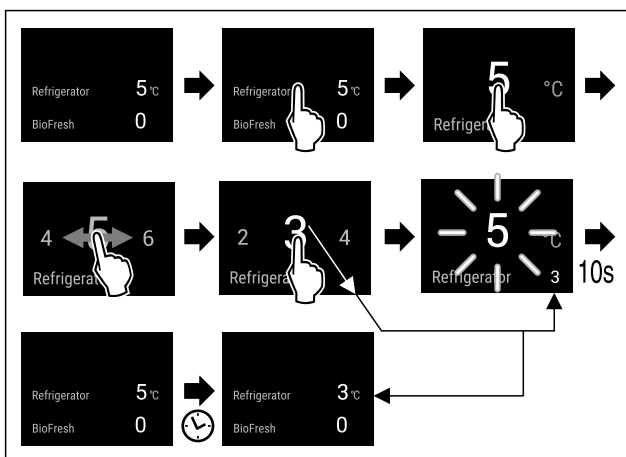 Refrigerator 5 °C
BioFresh 0
Refrigerator 5 °C
BioFresh 0
5 °C
Refriger
4 5 6
Refrigerat
2 3 4
Refrigera
5 °C
Refrigerator 3
10s
Refrigerator 5 °C
BioFresh 0
Refrigerator 3 °C
BioFresh 0